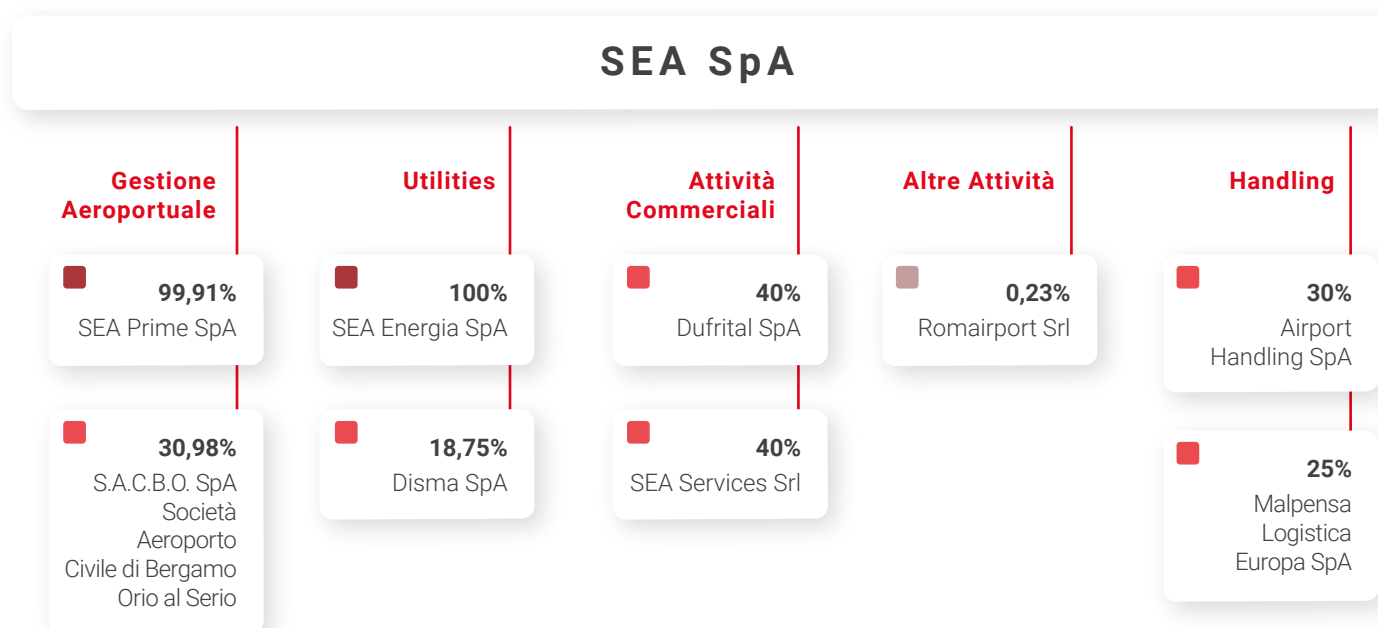 SEA SpA
Gestione
Aeroportuale
99,91%
SEA Prime SpA
30,98%
S.A.C.B.O. SpA
Società
Aeroporto
Civile di Bergamo
Orio al Serio
Utilities
100%
SEA Energia SpA
18,75%
Disma SpA
Attività
Commerciali
40%
Dufrital SpA
40%
SEA Services Srl
Altre Attività
0,23%
Romairport Srl
Handling
30%
Airport
Handling SpA
25%
Malpensa
Logistica
Europa SpA